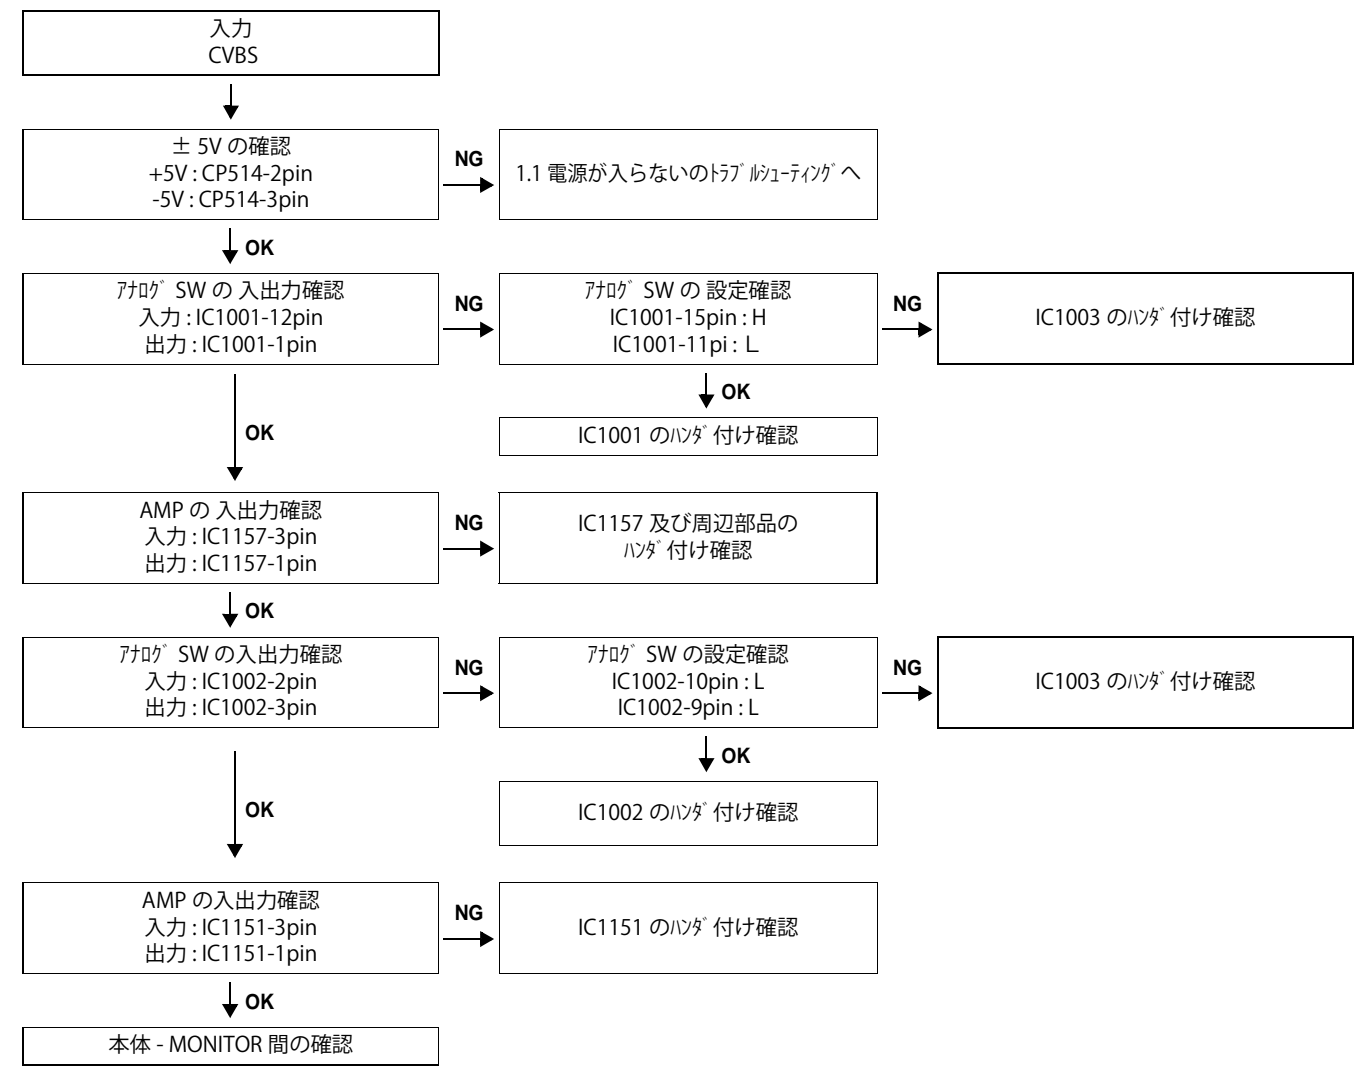 入力
CVBS
± 5V の確認
+5V : CP514-2pin
-5V : CP514-3pin
NG
1.1 電源が入らないのﾄﾗﾌﾞﾙｼｭｰﾃｨﾝｸﾞへ
OK
ｱﾅﾛｸﾞ SW の 入出力確認
入力 : IC1001-12pin
出力 : IC1001-1pin
NG
ｱﾅﾛｸﾞ SW の 設定確認
IC1001-15pin : H
IC1001-11pi : L
NG
IC1003 のﾊﾝﾀﾞ付け確認
OK
IC1001 のﾊﾝﾀﾞ付け確認
OK
AMP の 入出力確認
入力 : IC1157-3pin
出力 : IC1157-1pin
NG
IC1157 及び周辺部品の
ﾊﾝﾀﾞ付け確認
OK
ｱﾅﾛｸﾞ SW の入出力確認
入力 : IC1002-2pin
出力 : IC1002-3pin
NG
ｱﾅﾛｸﾞ SW の設定確認
IC1002-10pin : L
IC1002-9pin : L
NG
IC1003 のﾊﾝﾀﾞ付け確認
OK
IC1002 のﾊﾝﾀﾞ付け確認
OK
AMP の入出力確認
入力 : IC1151-3pin
出力 : IC1151-1pin
NG
IC1151 のﾊﾝﾀﾞ付け確認
OK
本体 - MONITOR 間の確認